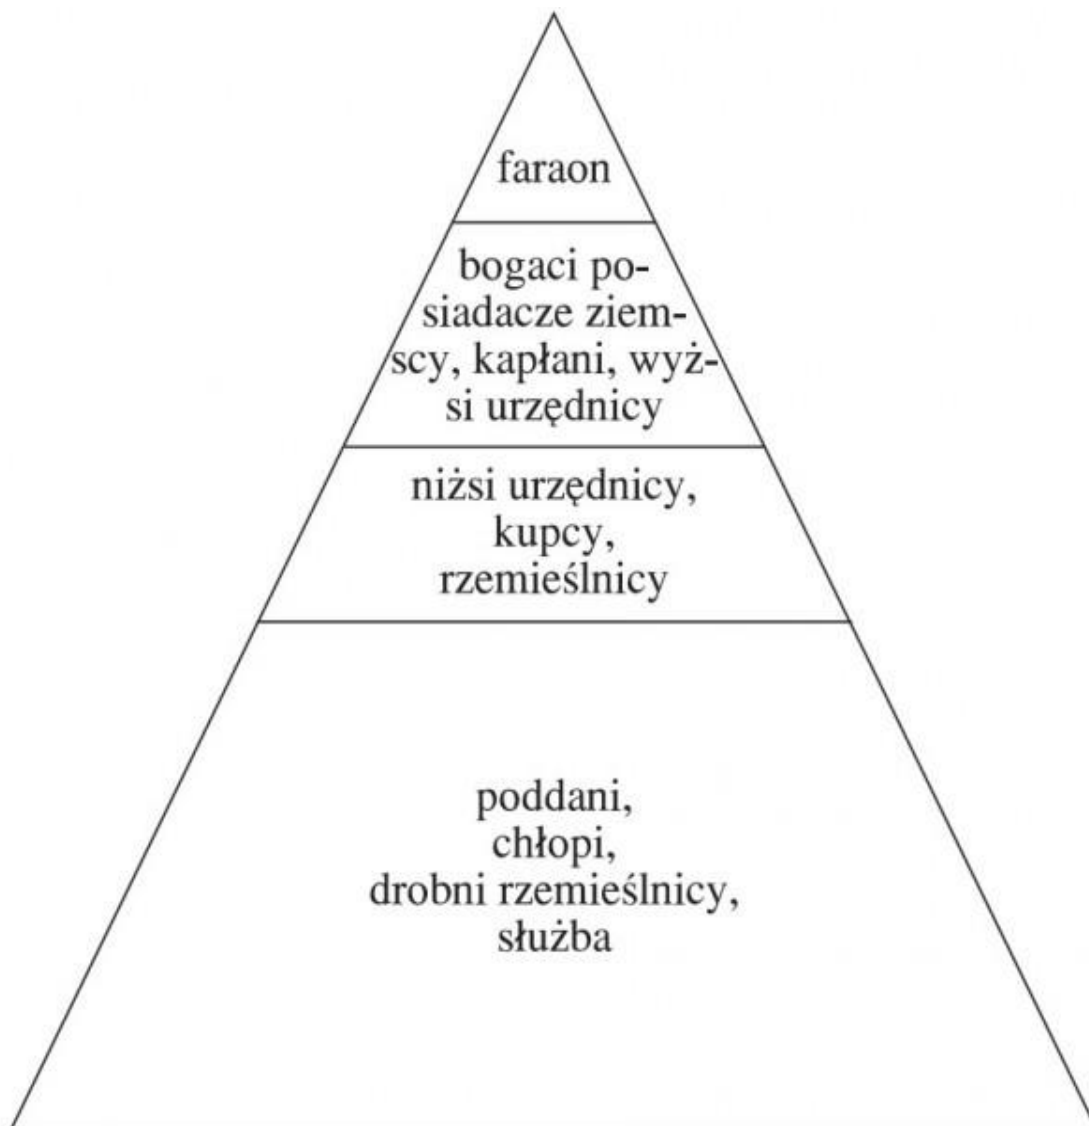 faraon
bogaci po-
siadacze ziem-
scy, kapłani, wyż-
si urzędnicy
niżsi urzędnicy,
kupcy,
rzemieślnicy
poddani,
chłopi,
drobni rzemieślnicy,
służba